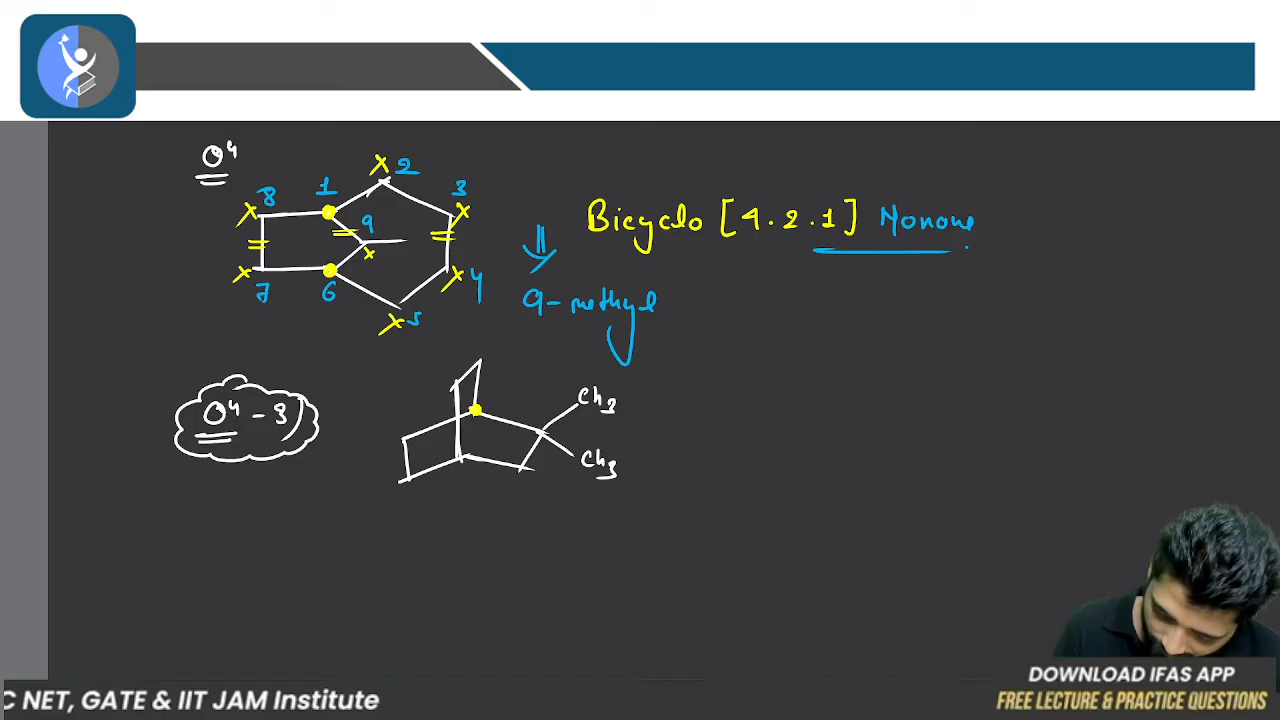 Q4
8 1 X 2
X 9 3 X
X 7 6 X 4
X 5
x
Bicyclo [4.2.1] Nonane
9-methyl
Q4-3)
CH3
CH3
DOWNLOAD IFAS APP
FREE LECTURE & PRACTICE QUESTIONS
C NET, GATE & IIT JAM Institute